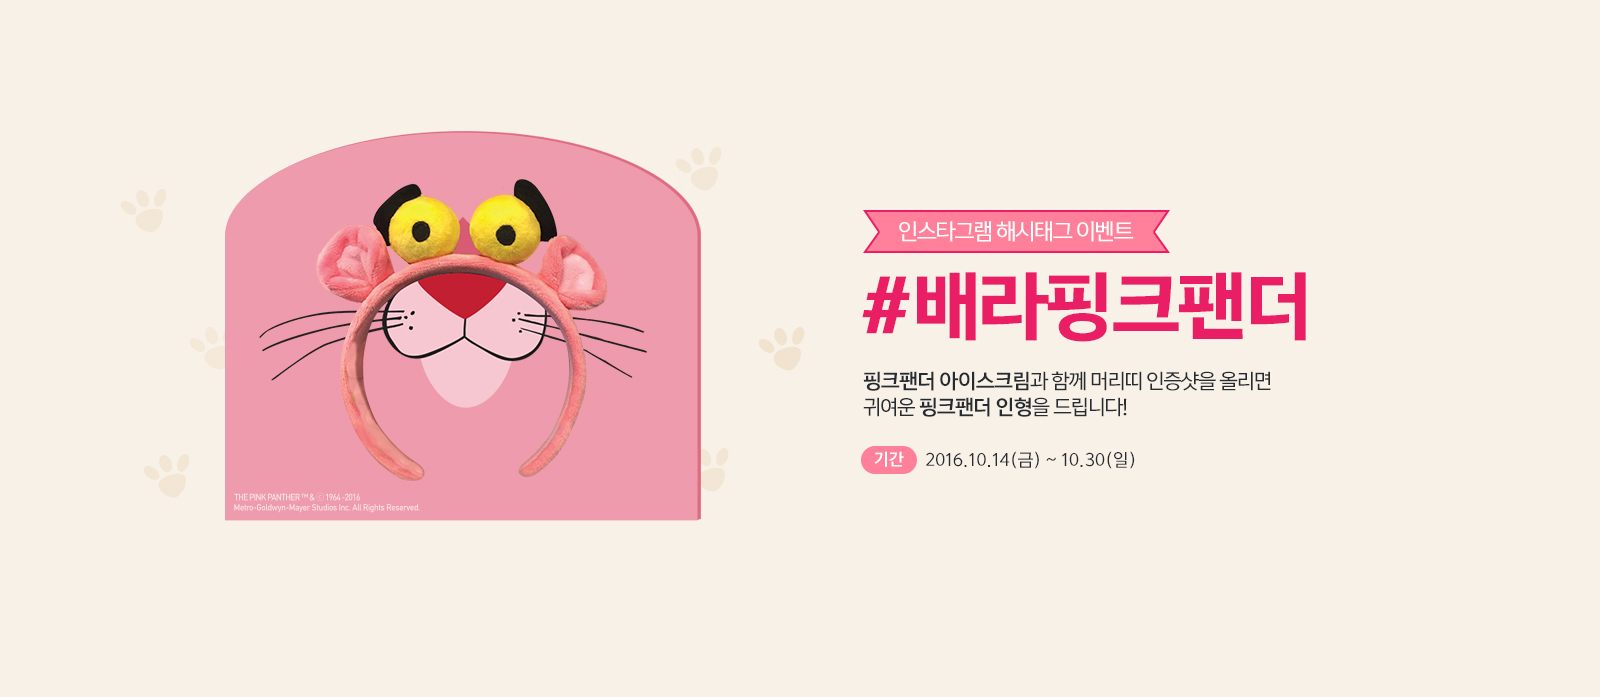 인스타그램 해시태그 이벤트
#배라핑크팬더
핑크팬더 아이스크림과 함께 머리띠 인증샷을 올리면
귀여운 핑크팬더 인형을 드립니다!
기간 2016.10.14(금) ~ 10.30(일)
THE PINK PANTHER ™ & ⓒ 1964-2016
Metro-Goldwyn-Mayer Studios Inc. All Rights Reserved.